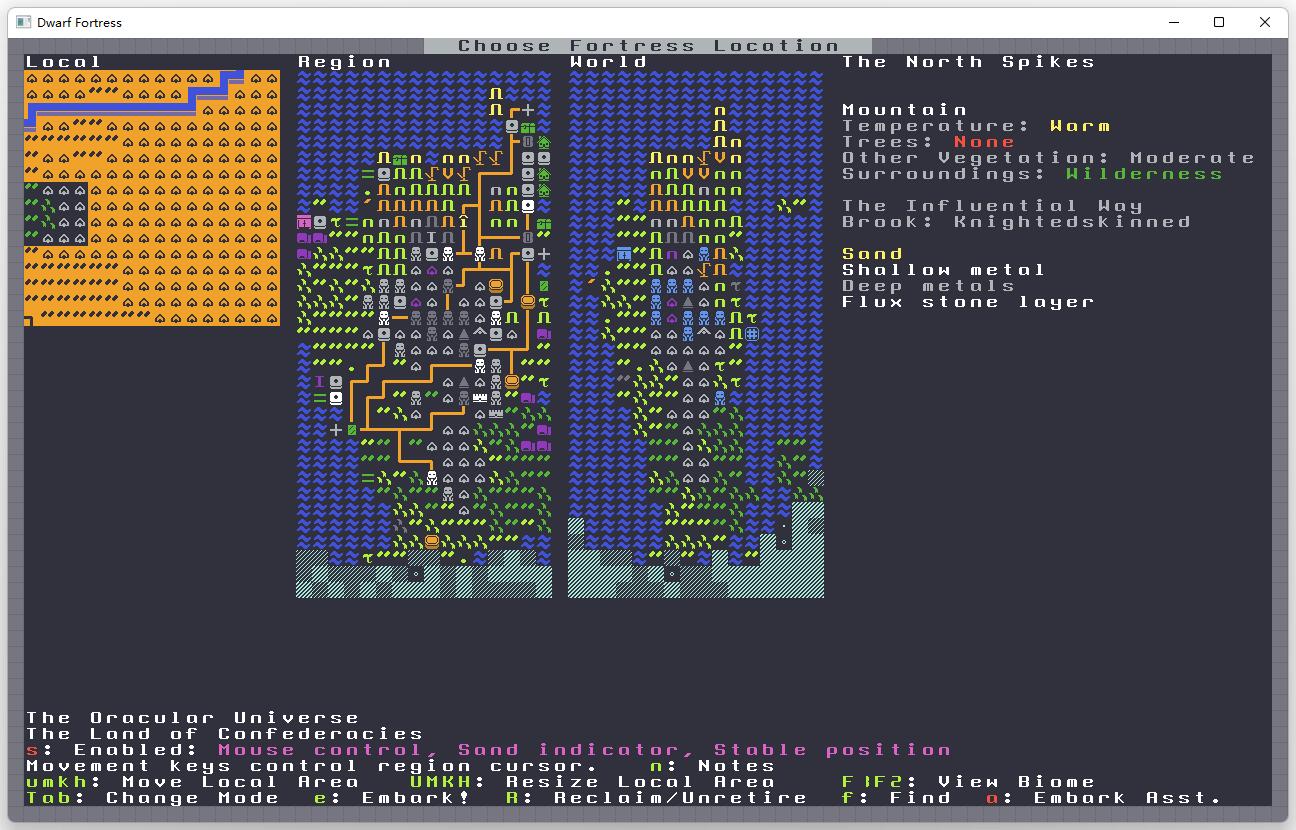 Dwarf Fortress
Choose Fortress Location
Local
Region
World
The North Spikes
Mountain
Temperature: Warm
Trees: None
Other Vegetation: Moderate
Surroundings: Wilderness
The Influential Way
Brook: Knightedskinned
Sand
Shallow metal
Deep metals
Flux stone layer
The Oracular Universe
The Land of Confederacies
s: Enabled: Mouse control, Sand indicator, Stable position
Movement keys control region cursor. n: Notes
umkh: Move Local Area UMKH: Resize Local Area F1F2: View Biome
Tab: Change Mode e: Embark! R: Reclaim/Unretire f: Find a: Embark Asst.